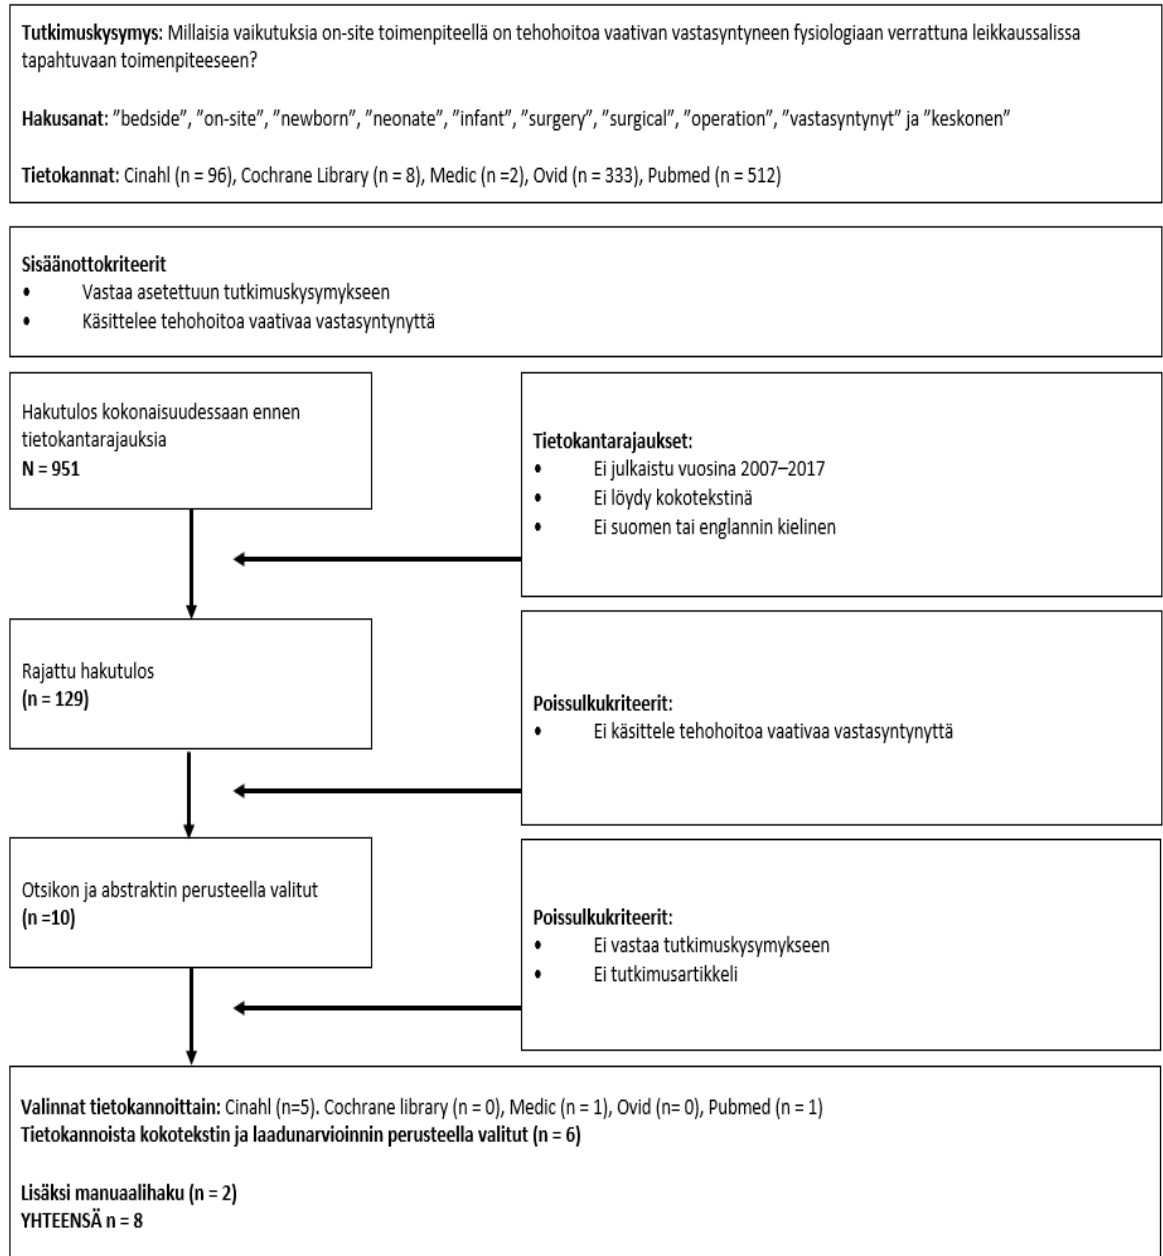 Tutkimuskysymys: Millaisia vaikutuksia on-site toimenpiteellä on tehohoitoa vaativan vastasyntyneen fysiologiaan verrattuna leikkaussalissa
tapahtuvaan toimenpiteeseen?
Hakusanat: ”bedside”, ”on-site”, ”newborn”, ”neonate”, ”infant”, ”surgery”, ”surgical”, ”operation”, ”vastasyntynyt” ja ”keskonen”
Tietokannat: Cinahl (n = 96), Cochrane Library (n = 8), Medic (n =2), Ovid (n = 333), Pubmed (n = 512)
Sisäänottokriteerit
• Vastaa asetettuun tutkimuskysymykseen
• Käsittelee tehohoitoa vaativaa vastasyntynyttä
Hakutulos kokonaisuudessaan ennen
tietokantarajauksia
N = 951
Tietokantarajaukset:
• Ei julkaistu vuosina 2007–2017
• Ei löydy kokotekstinä
• Ei suomen tai englannin kielinen
Rajattu hakutulos
(n = 129)
Poissulkukriteerit:
• Ei käsittele tehohoitoa vaativaa vastasyntynyttä
Otsikon ja abstraktin perusteella valitut
(n =10)
Poissulkukriteerit:
• Ei vastaa tutkimuskysymykseen
• Ei tutkimusartikkeli
Valinnat tietokannoittain: Cinahl (n=5). Cochrane library (n = 0), Medic (n = 1), Ovid (n= 0), Pubmed (n = 1)
Tietokannoista kokotekstin ja laadunarvioinnin perusteella valitut (n = 6)
Lisäksi manuaalihaku (n = 2)
YHTEENSÄ n = 8